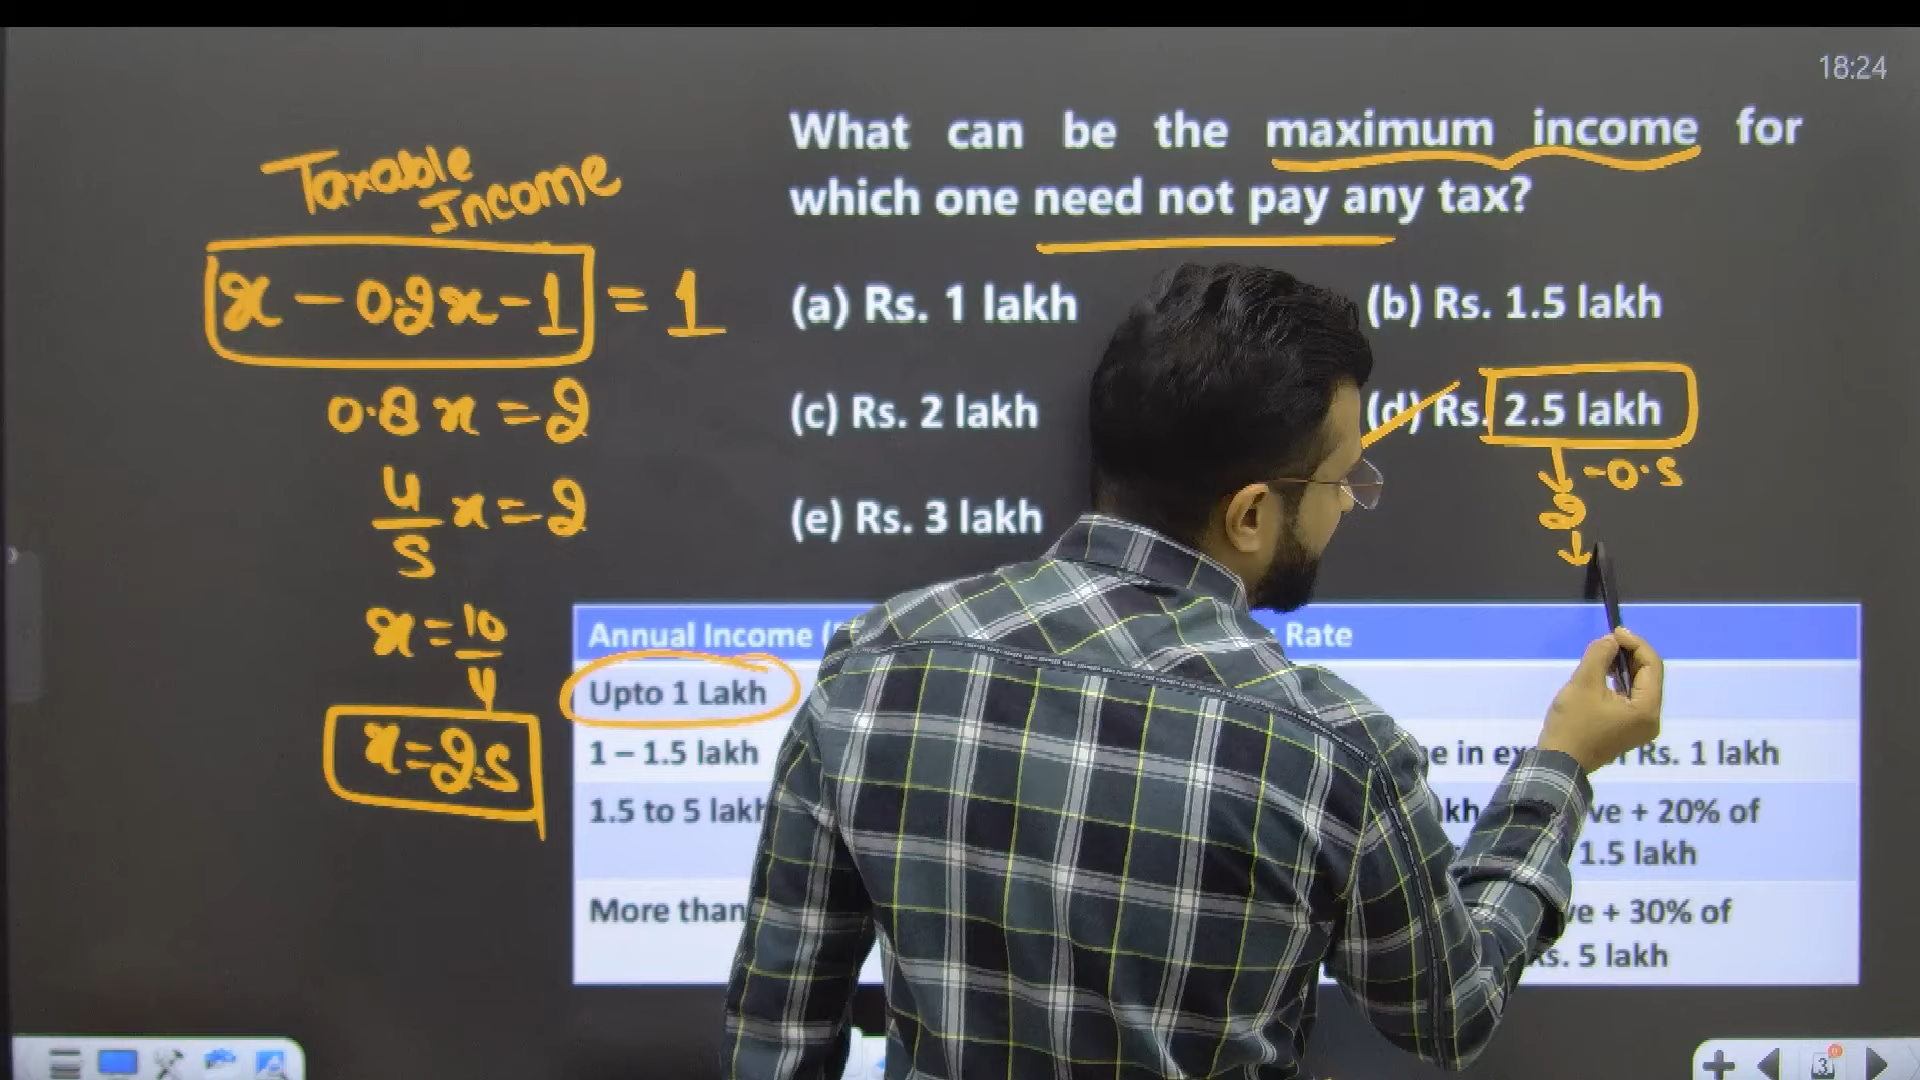 18:24
What can be the maximum income for
which one need not pay any tax?
(a) Rs. 1 lakh
(b) Rs. 1.5 lakh
(c) Rs. 2 lakh
(d) Rs. 2.5 lakh
(e) Rs. 3 lakh
-0.5
2
Taxable
Income
x - 0.2x - 1 = 1
0.8x = 2
4/5 x = 2
x = 10/4
x = 2.5
Annual Income
Rate
Upto 1 Lakh
1 – 1.5 lakh
in Rs. 1 lakh
1.5 to 5
+ 20% of
1.5 lakh
More than
+ 30% of
Rs. 5 lakh
3